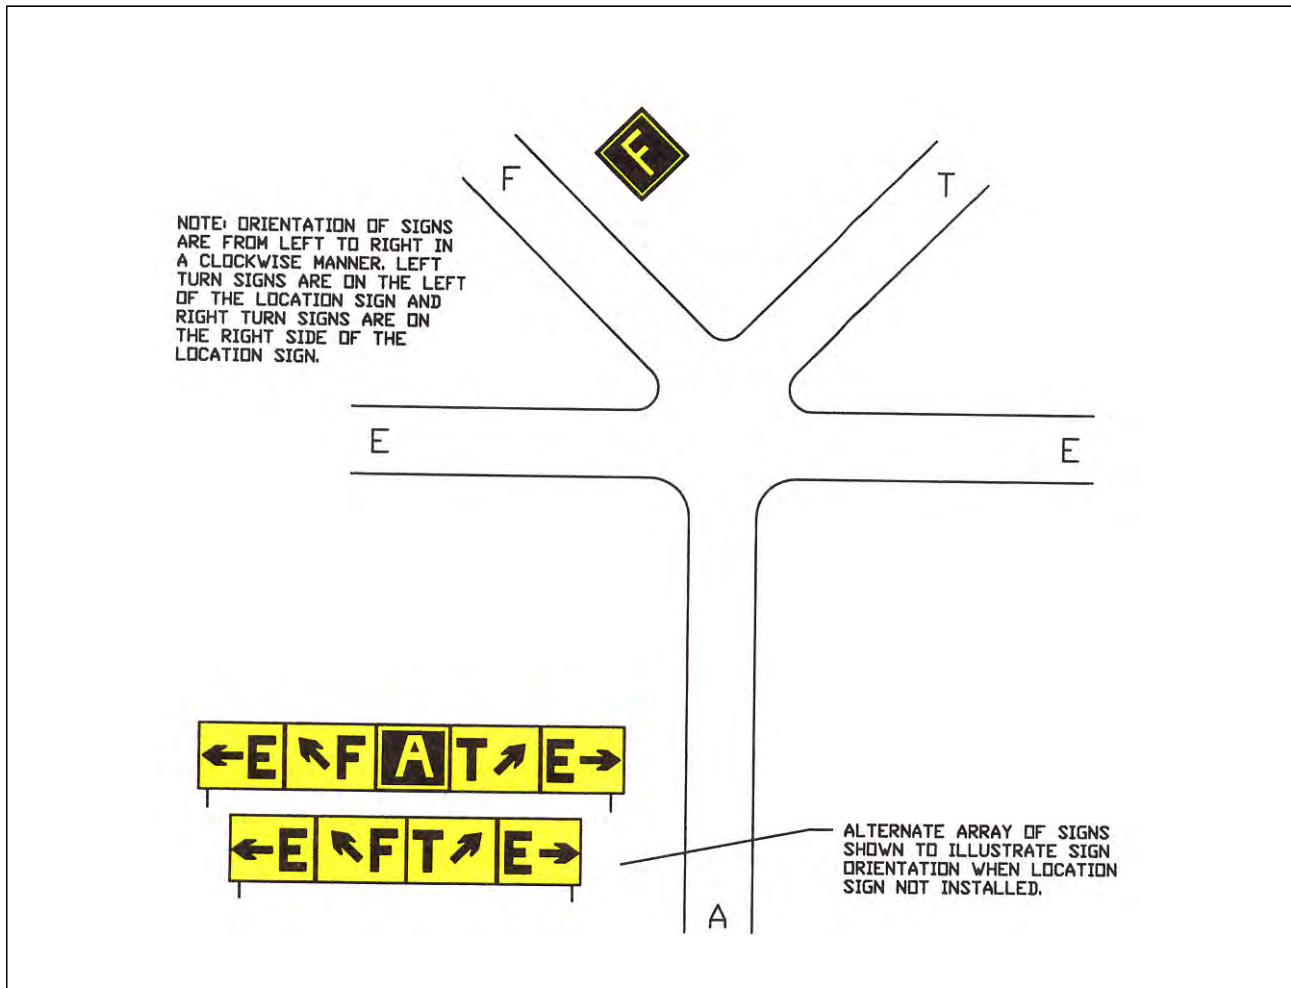 F
F
T
NOTE: ORIENTATION OF SIGNS
ARE FROM LEFT TO RIGHT IN
A CLOCKWISE MANNER. LEFT
TURN SIGNS ARE ON THE LEFT
OF THE LOCATION SIGN AND
RIGHT TURN SIGNS ARE ON
THE RIGHT SIDE OF THE
LOCATION SIGN.
E
E
←E ↖F A T↗ E→
←E ↖F T↗ E→
ALTERNATE ARRAY OF SIGNS
SHOWN TO ILLUSTRATE SIGN
ORIENTATION WHEN LOCATION
SIGN NOT INSTALLED.
A